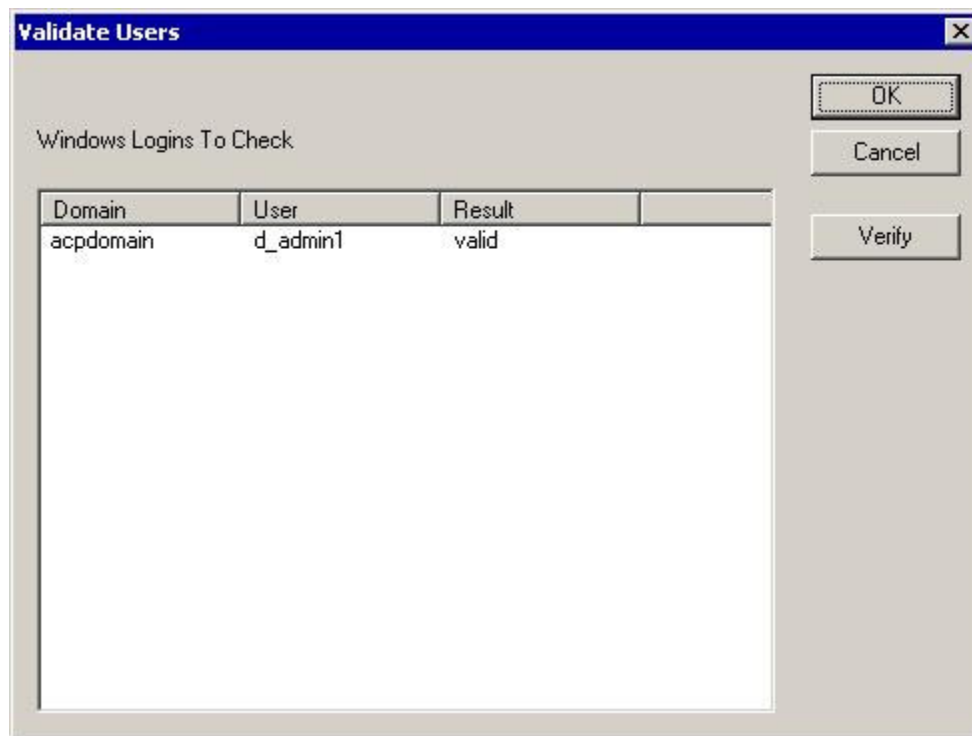 Validate Users
OK
Windows Logins To Check
Cancel
Domain User Result
Verify
acpdomain d_admin1 valid